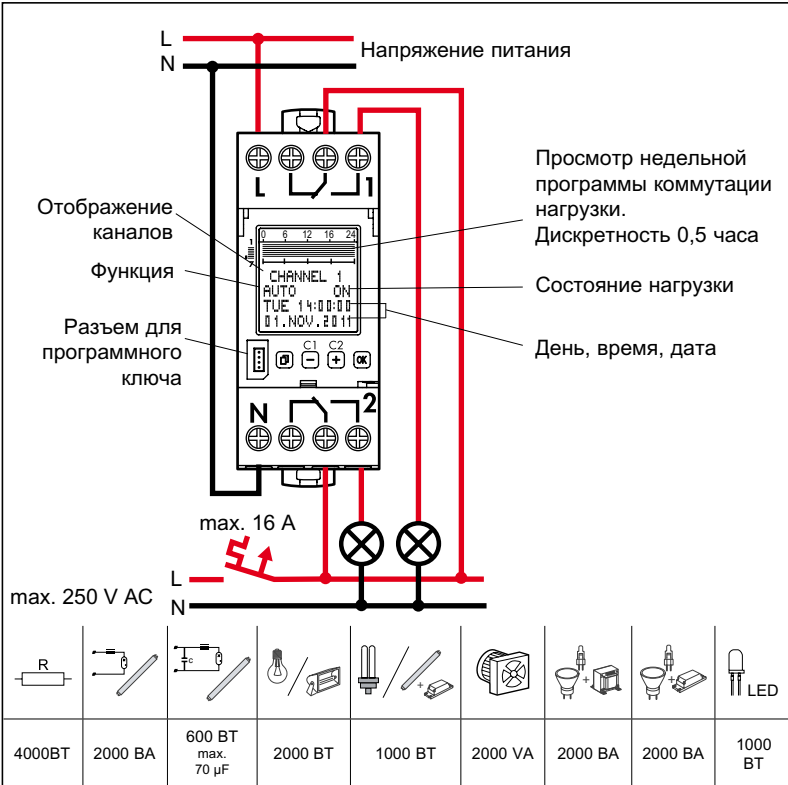 L
N
Напряжение питания
L
1
Просмотр недельной
программы коммутации
нагрузки.
Дискретность 0,5 часа
Отображение
каналов
0 6 12 16 24
1
7
Функция
CHANNEL 1
AUTO ON
TUE 14:00:00
01.NOV.2011
Состояние нагрузки
День, время, дата
Разъем для
программного
ключа
C1 C2
OK
N
2
max. 16 A
L
max. 250 V AC
N
R
C
+
+
+
LED
4000ВТ
2000 ВА
600 ВТ
max.
70 µF
2000 ВТ
1000 ВТ
2000 VA
2000 ВА
2000 ВА
1000
ВТ